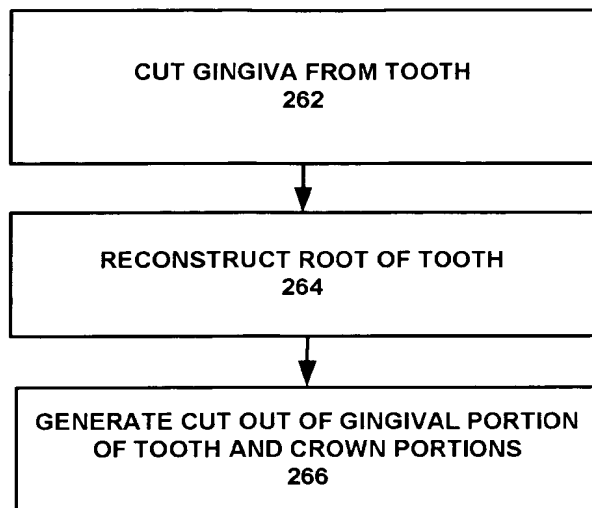 CUT GINGIVA FROM TOOTH
262
RECONSTRUCT ROOT OF TOOTH
264
GENERATE CUT OUT OF GINGIVAL PORTION
OF TOOTH AND CROWN PORTIONS
266